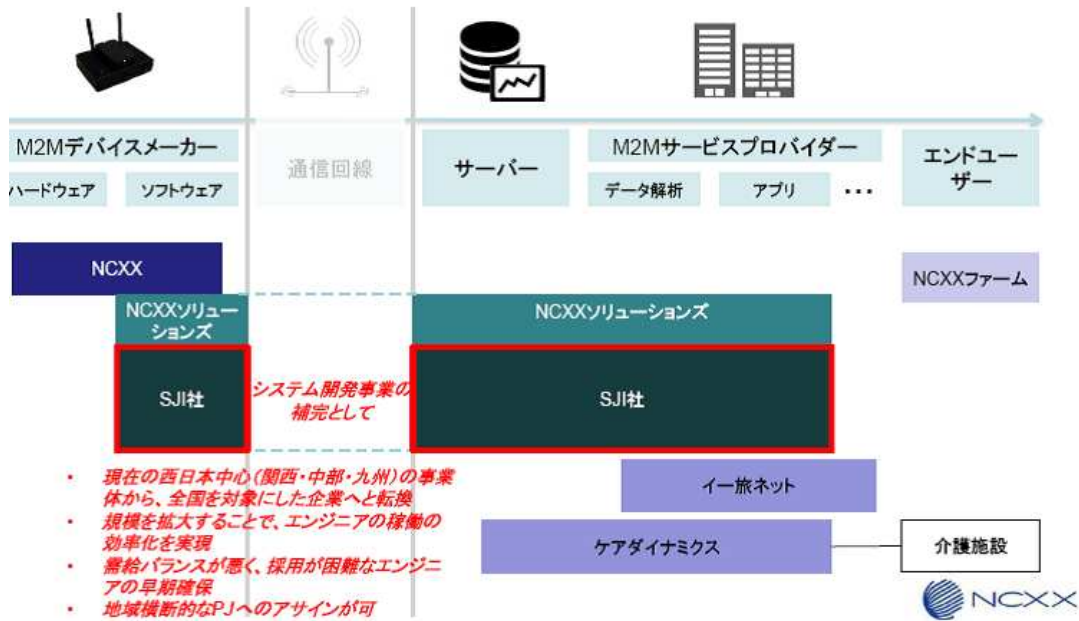 M2Mデバイスメーカー
ハードウェア
ソフトウェア
通信回線
サーバー
M2Mサービスプロバイダー
データ解析
アプリ
・・・
エンドユー
ザー
NCXX
NCXXファーム
NCXXソリュー
ションズ
NCXXソリューションズ
SJI社
システム開発事業の
補完として
SJI社
・ 現在の西日本中心(関西・中部・九州)の事業
体から、全国を対象にした企業へと転換
・ 規模を拡大することで、エンジニアの稼働の
効率化を実現
・ 需給バランスが悪く、採用が困難なエンジニ
アの早期確保
・ 地域横断的なPJへのアサインが可
イー旅ネット
ケアダイナミクス
介護施設
NCXX